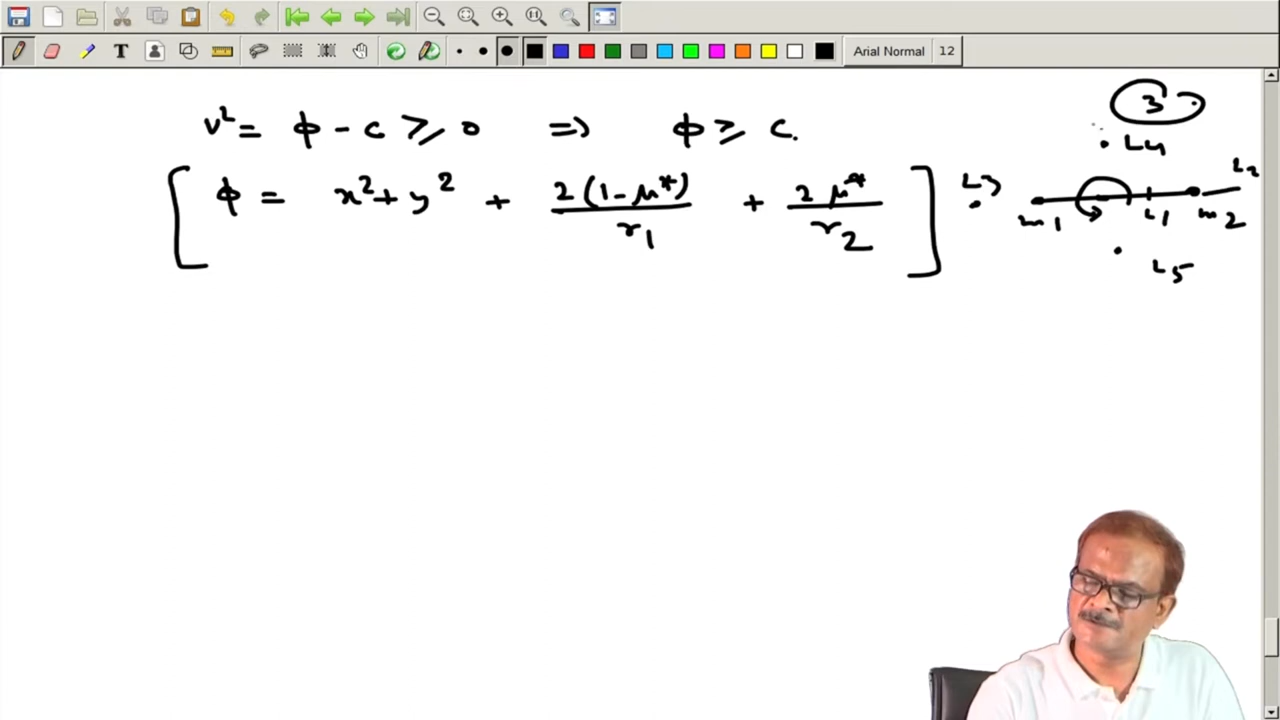 Arial Normal 12
v² = φ - c ⩾ 0 ⇒ φ ⩾ c.
3
L4
[ φ = x² + y² + 2(1-μ*)/r₁ + 2μ*/r₂ ]
L3
L2
m1
L1
m2
L5